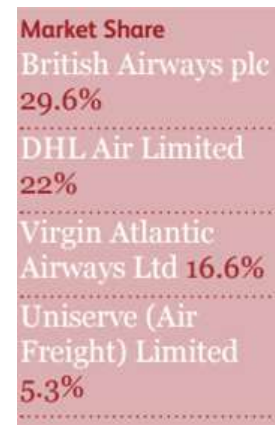 Market Share
British Airways plc
29.6%
DHL Air Limited
22%
Virgin Atlantic
Airways Ltd 16.6%
Uniserve (Air
Freight) Limited
5.3%